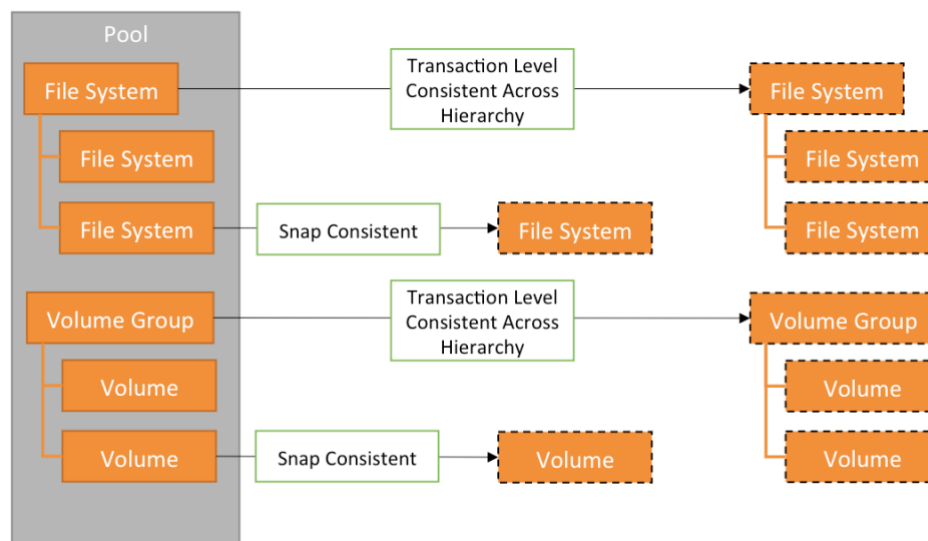 Pool
File System
Transaction Level
Consistent Across
Hierarchy
File System
File System
File System
File System
Snap Consistent
File System
File System
Volume Group
Transaction Level
Consistent Across
Hierarchy
Volume Group
Volume
Volume
Volume
Snap Consistent
Volume
Volume